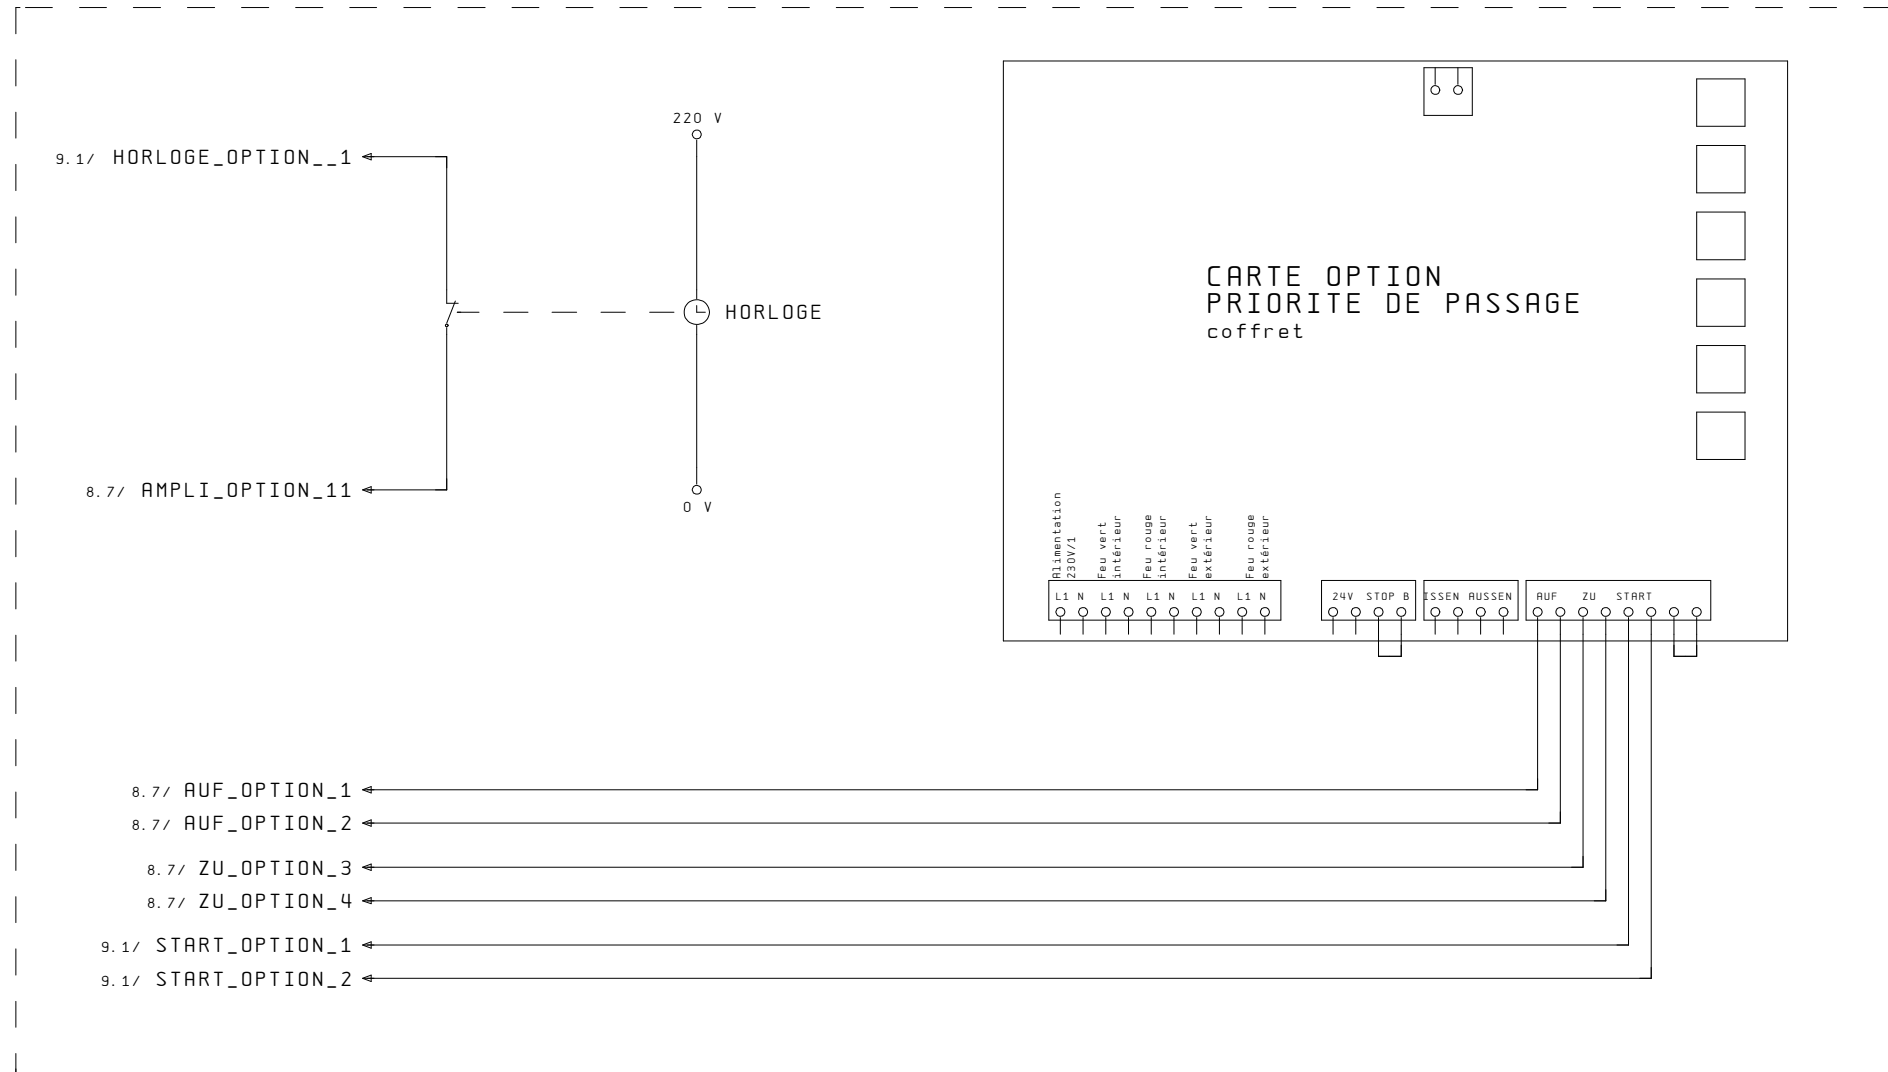 220 V
9.1/ HORLOGE_OPTION__1
HORLOGE
8.7/ AMPLI_OPTION_11
0 V
CARTE OPTION
PRIORITE DE PASSAGE
coffret
Alimentation
230V/1
Feu vert
intérieur
Feu rouge
intérieur
Feu vert
extérieur
Feu rouge
extérieur
L1 N L1 N L1 N L1 N L1 N
24V STOP B
ISSEN AUSSEN
AUF ZU START
8.7/ AUF_OPTION_1
8.7/ AUF_OPTION_2
8.7/ ZU_OPTION_3
8.7/ ZU_OPTION_4
9.1/ START_OPTION_1
9.1/ START_OPTION_2